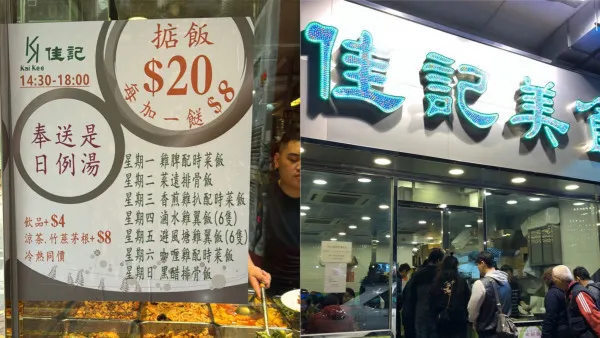 佳記
Kai Kee
14:30-18:00
掂飯
$20
每加一餸$8
奉送是
日例湯
星期一 雞脾配時菜飯
星期二 菜遠排骨飯
星期三 香煎雞扒配時菜飯
星期四 滷水雞翼飯(6隻)
星期五 避風塘雞翼飯(6隻)
星期六 咖喱雞配時菜飯
星期日 黑醋排骨飯
飲品+$4
涼茶、竹蔗茅根+$8
冷熱同價
佳記美食